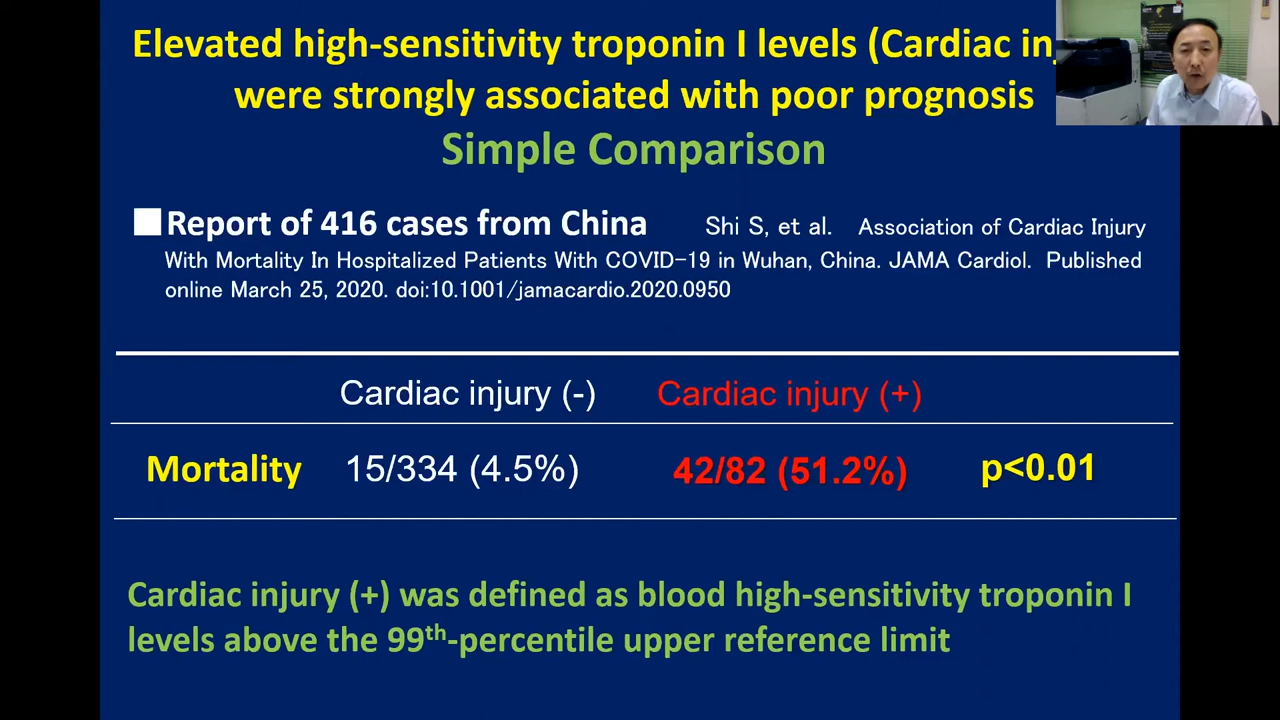 Elevated high-sensitivity troponin I levels (Cardiac
were strongly associated with poor prognosis
Simple Comparison
■Report of 416 cases from China Shi S, et al. Association of Cardiac Injury
With Mortality In Hospitalized Patients With COVID-19 in Wuhan, China. JAMA Cardiol. Published
online March 25, 2020. doi:10.1001/jamacardio.2020.0950
Cardiac injury (-) Cardiac injury (+)
Mortality 15/334 (4.5%) 42/82 (51.2%) p<0.01
Cardiac injury (+) was defined as blood high-sensitivity troponin I
levels above the 99th-percentile upper reference limit